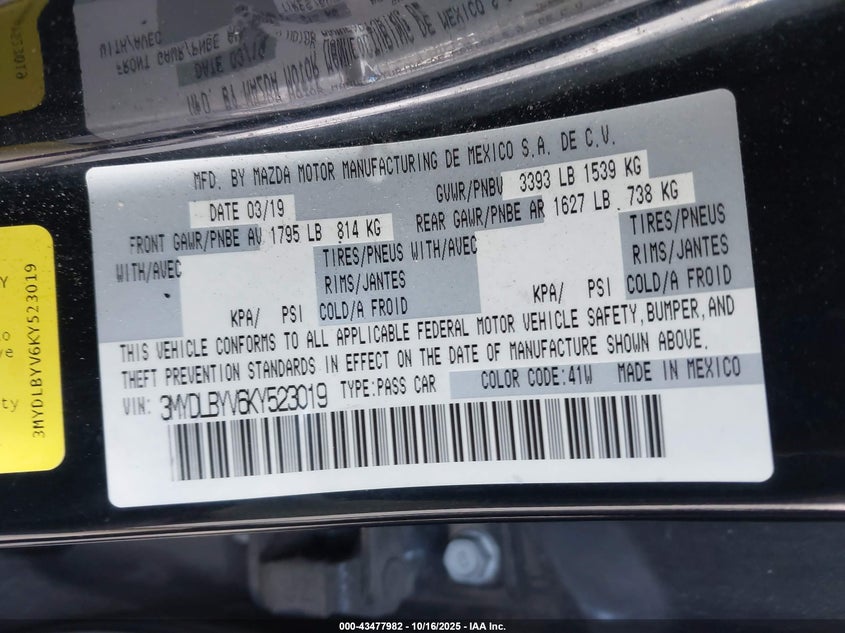 MFD. BY MAZDA MOTOR MANUFACTURING DE MEXICO S.A. DE C.V.
DATE 03/19 GVWR/PNBV 3393 LB 1539 KG
FRONT GAWR/PNBE AV 1795 LB 814 KG REAR GAWR/PNBE AR 1627 LB 738 KG
WITH/AVEC TIRES/PNEUS WITH/AVEC TIRES/PNEUS
RIMS/JANTES RIMS/JANTES
KPA/ PSI COLD/A FROID KPA/ PSI COLD/A FROID
THIS VEHICLE CONFORMS TO ALL APPLICABLE FEDERAL MOTOR VEHICLE SAFETY, BUMPER, AND
THEFT PREVENTION STANDARDS IN EFFECT ON THE DATE OF MANUFACTURE SHOWN ABOVE.
VIN: 3MYDLBYV6KY523019 TYPE:PASS CAR COLOR CODE:41W MADE IN MEXICO
3MYDLBYV6KY523019
000-43477982 - 10/16/2025 - IAA Inc.